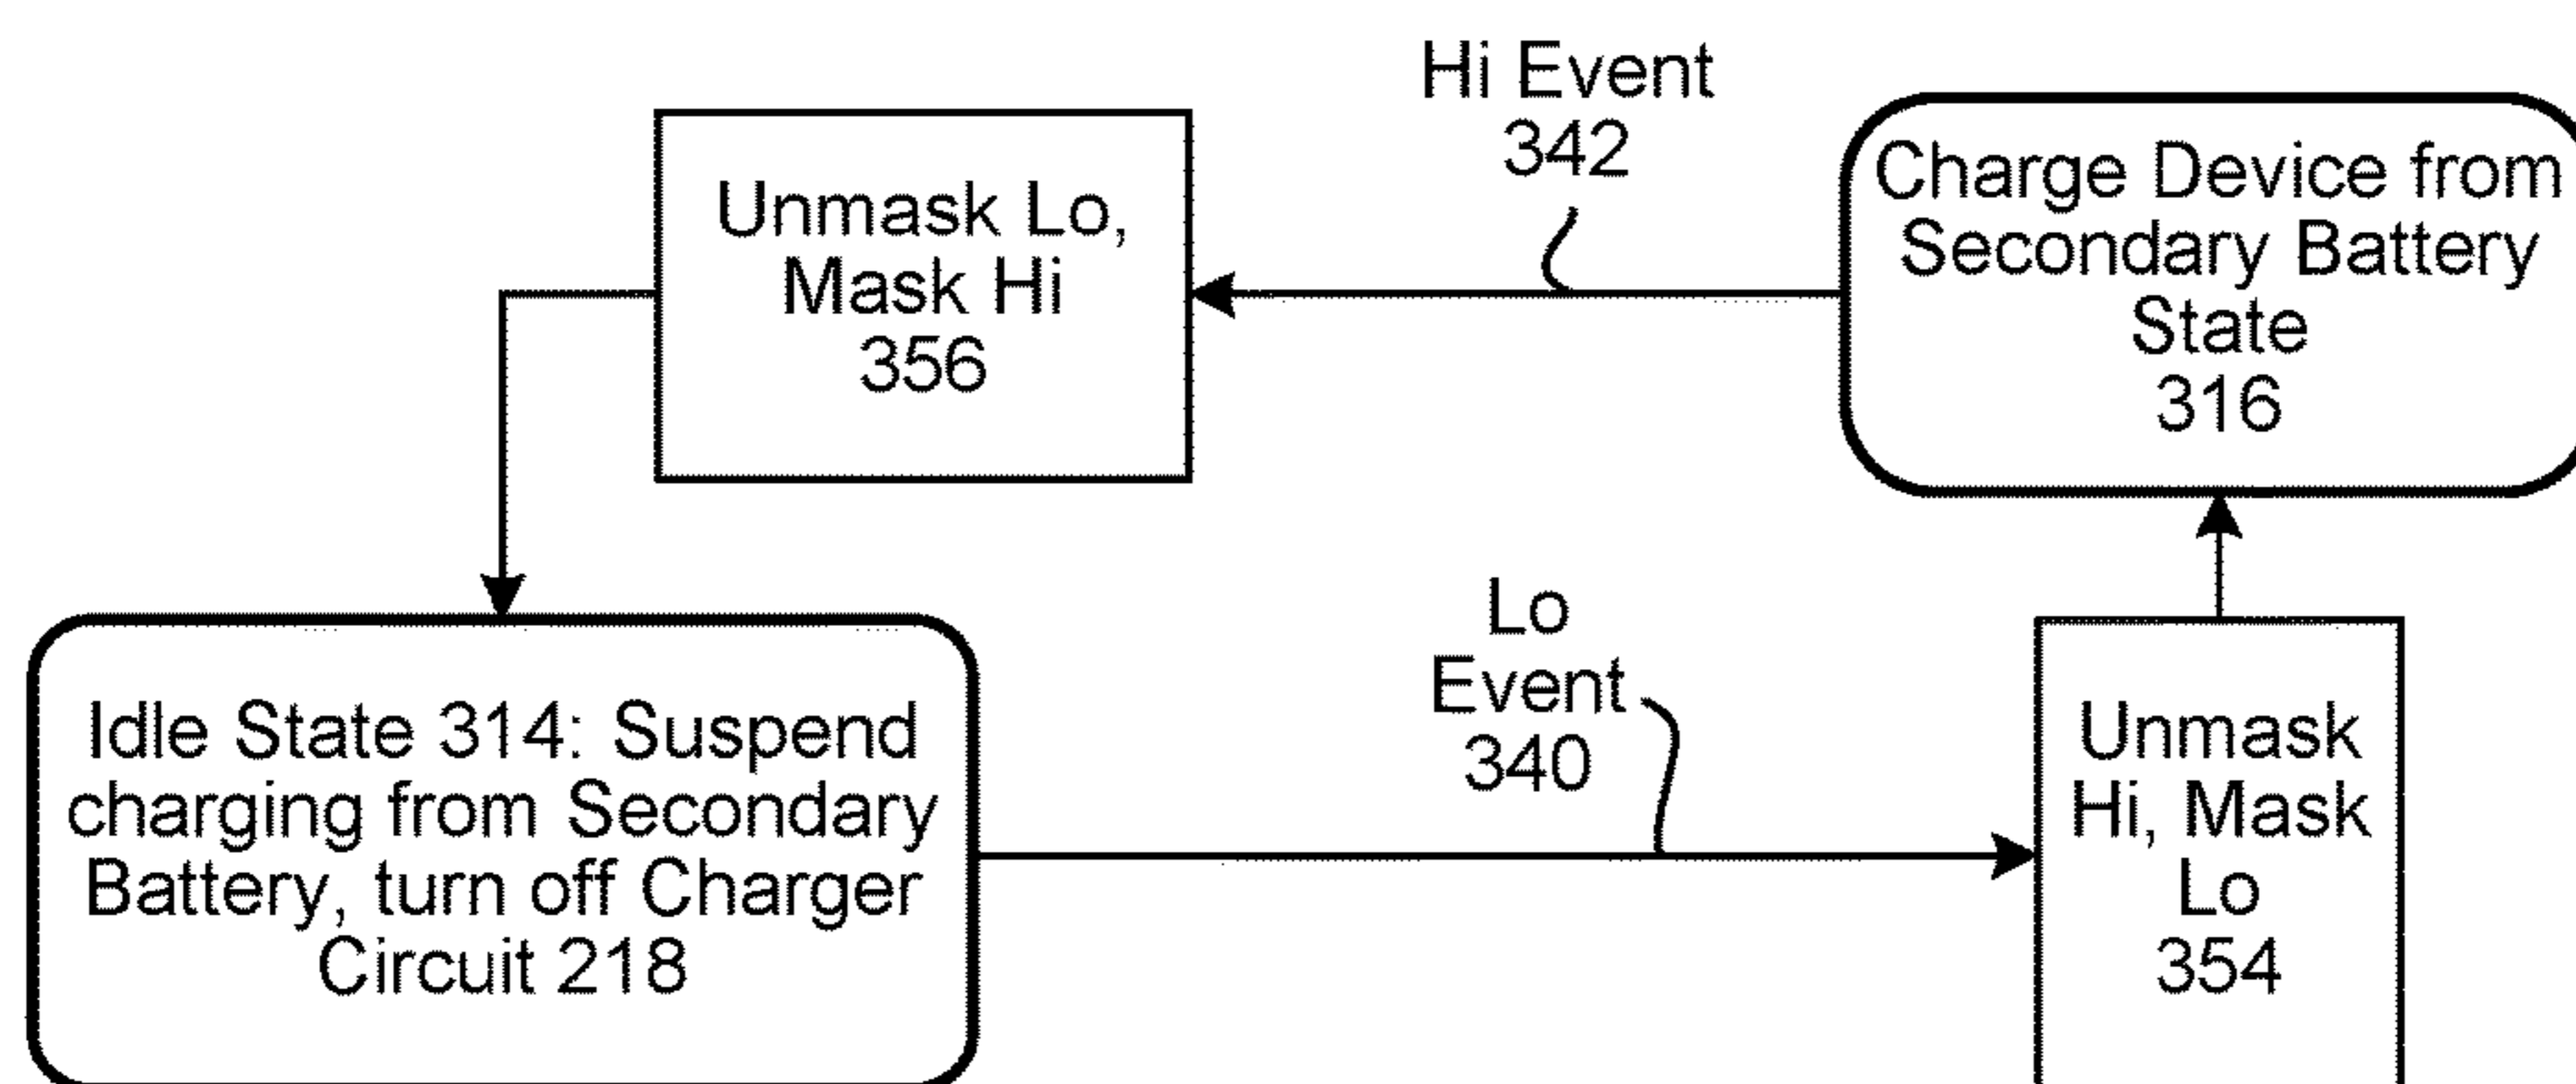 Hi Event
342
Unmask Lo,
Mask Hi
356
Charge Device from
Secondary Battery
State
316
Lo
Event
340
Idle State 314: Suspend
charging from Secondary
Battery, turn off Charger
Circuit 218
Unmask
Hi, Mask
Lo
354